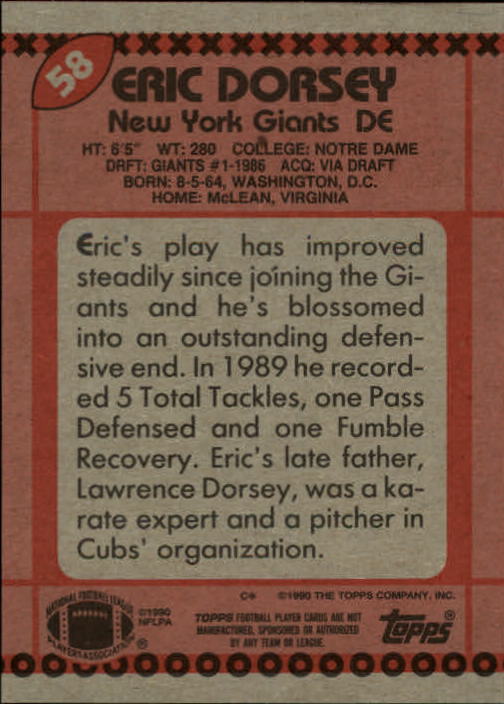 58
ERIC DORSEY
New York Giants DE
HT: 6'5" WT: 280 COLLEGE: NOTRE DAME
DRFT: GIANTS #1-1986 ACQ: VIA DRAFT
BORN: 8-5-64, WASHINGTON, D.C.
HOME: McLEAN, VIRGINIA
Eric's play has improved
steadily since joining the Gi-
ants and he's blossomed
into an outstanding defen-
sive end. In 1989 he record-
ed 5 Total Tackles, one Pass
Defensed and one Fumble
Recovery. Eric's late father,
Lawrence Dorsey, was a ka-
rate expert and a pitcher in
Cubs' organization.
NATIONAL FOOTBALL LEAGUE
PLAYERS ASSOCIATION
®
©1990
NFLPA
C* ©1990 THE TOPPS COMPANY, INC.
TOPPS FOOTBALL PLAYER CARDS ARE NOT
MANUFACTURED, SPONSORED OR AUTHORIZED
BY ANY TEAM OR LEAGUE.
topps®